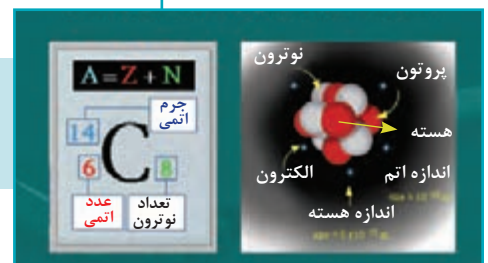 A = Z + N
جرم
اتمی
14
C
6
8
عدد
اتمی
تعداد
نوترون
نوترون
پروتون
هسته
الکترون
اندازه اتم
اندازه هسته